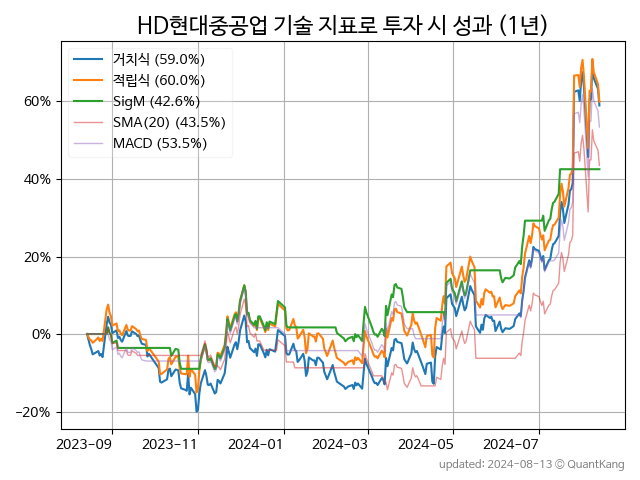 HD현대중공업 기술 지표로 투자 시 성과 (1년)
거치식 (59.0%)
적립식 (60.0%)
SigM (42.6%)
SMA(20) (43.5%)
MACD (53.5%)
60%
40%
20%
0%
−20%
2023-09 2023-11 2024-01 2024-03 2024-05 2024-07
updated: 2024-08-13 © QuantKang